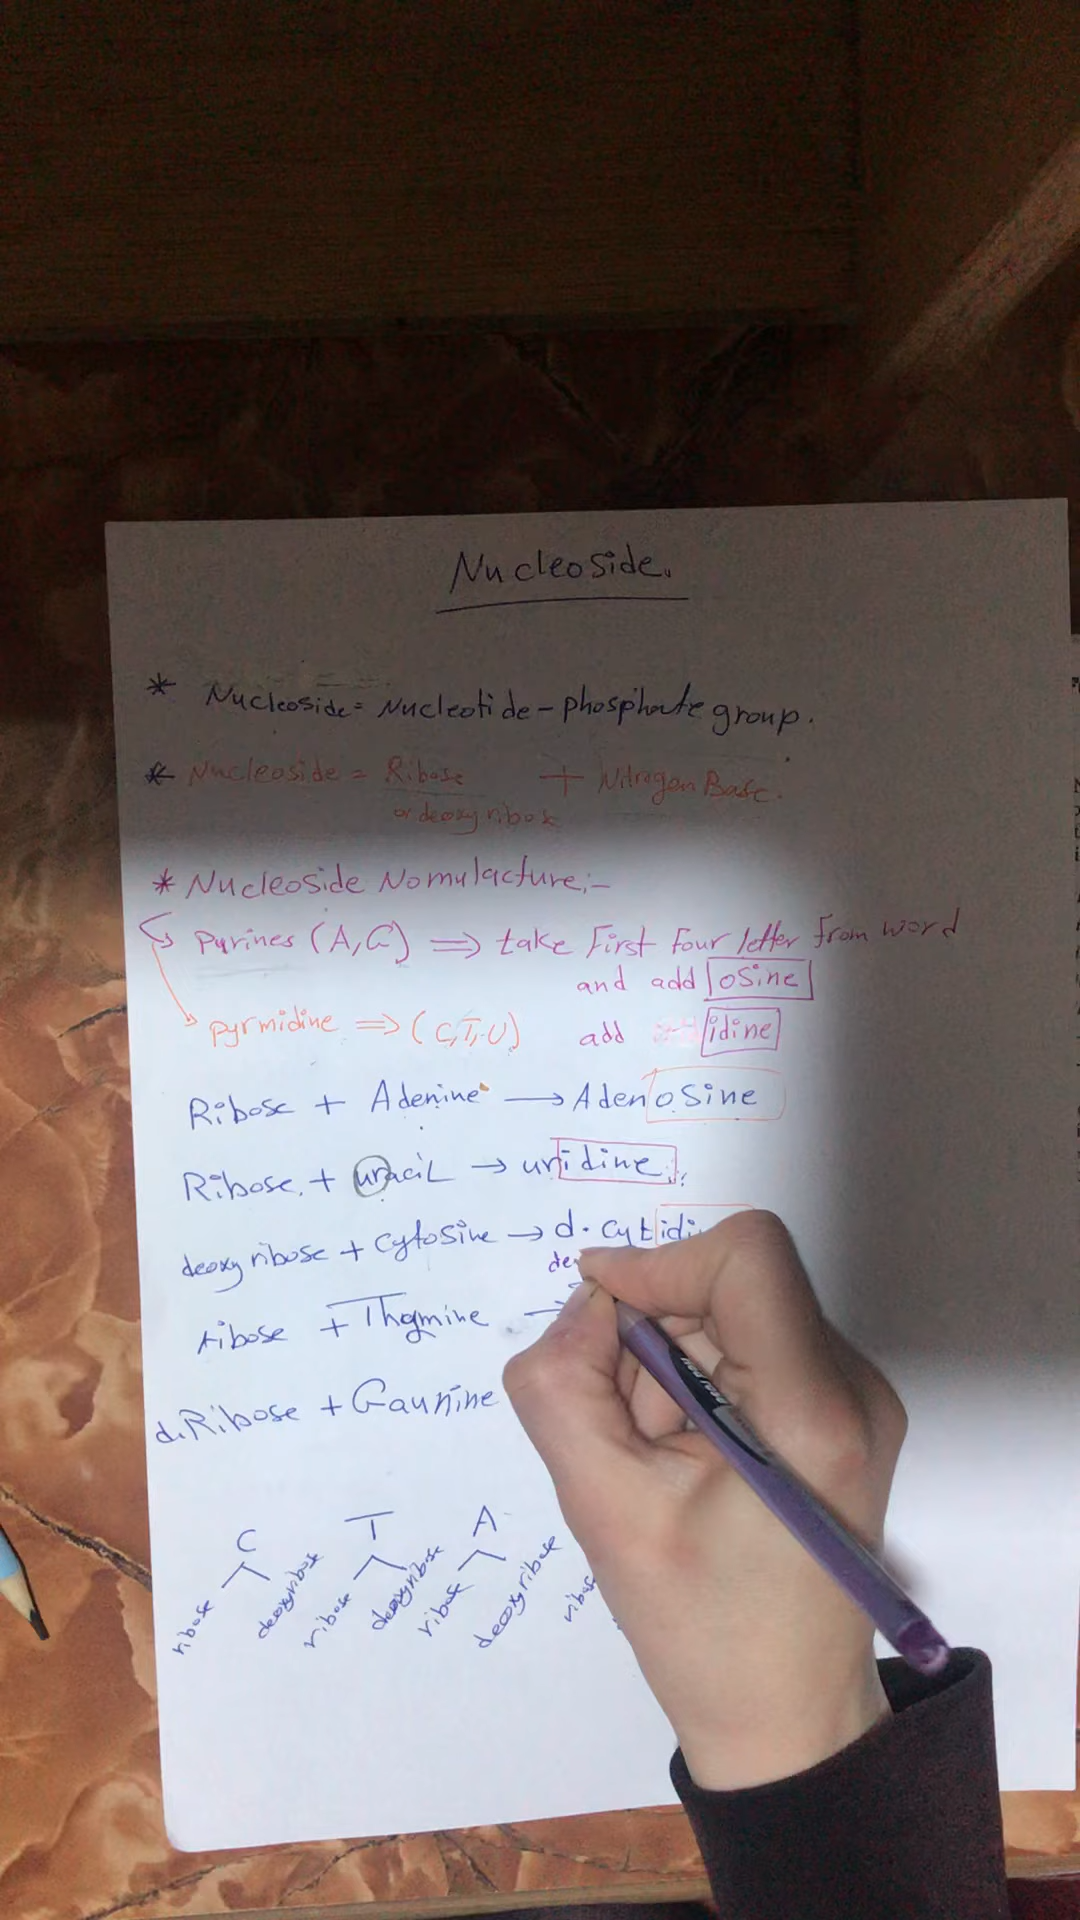 Nucleoside.
* Nucleoside = Nucleotide - phosphate group.
* Nucleoside = Ribose + Nitrogen Base.
or deoxy ribose
* Nucleoside Nomulacture:-
Purines (A,G) ⇒ take First Four letter from word
and add osine
pyrmidine ⇒ (C,T,U) add idine
Ribose + Adenine → Adenosine
Ribose + uraciL → uridine
deoxy ribose + cytosine → d. cytidi
de
ribose + Thymine →
d.Ribose + Gaunine
C T A
ribose deoxyribose ribose deoxyribose ribose deoxyribose ribose